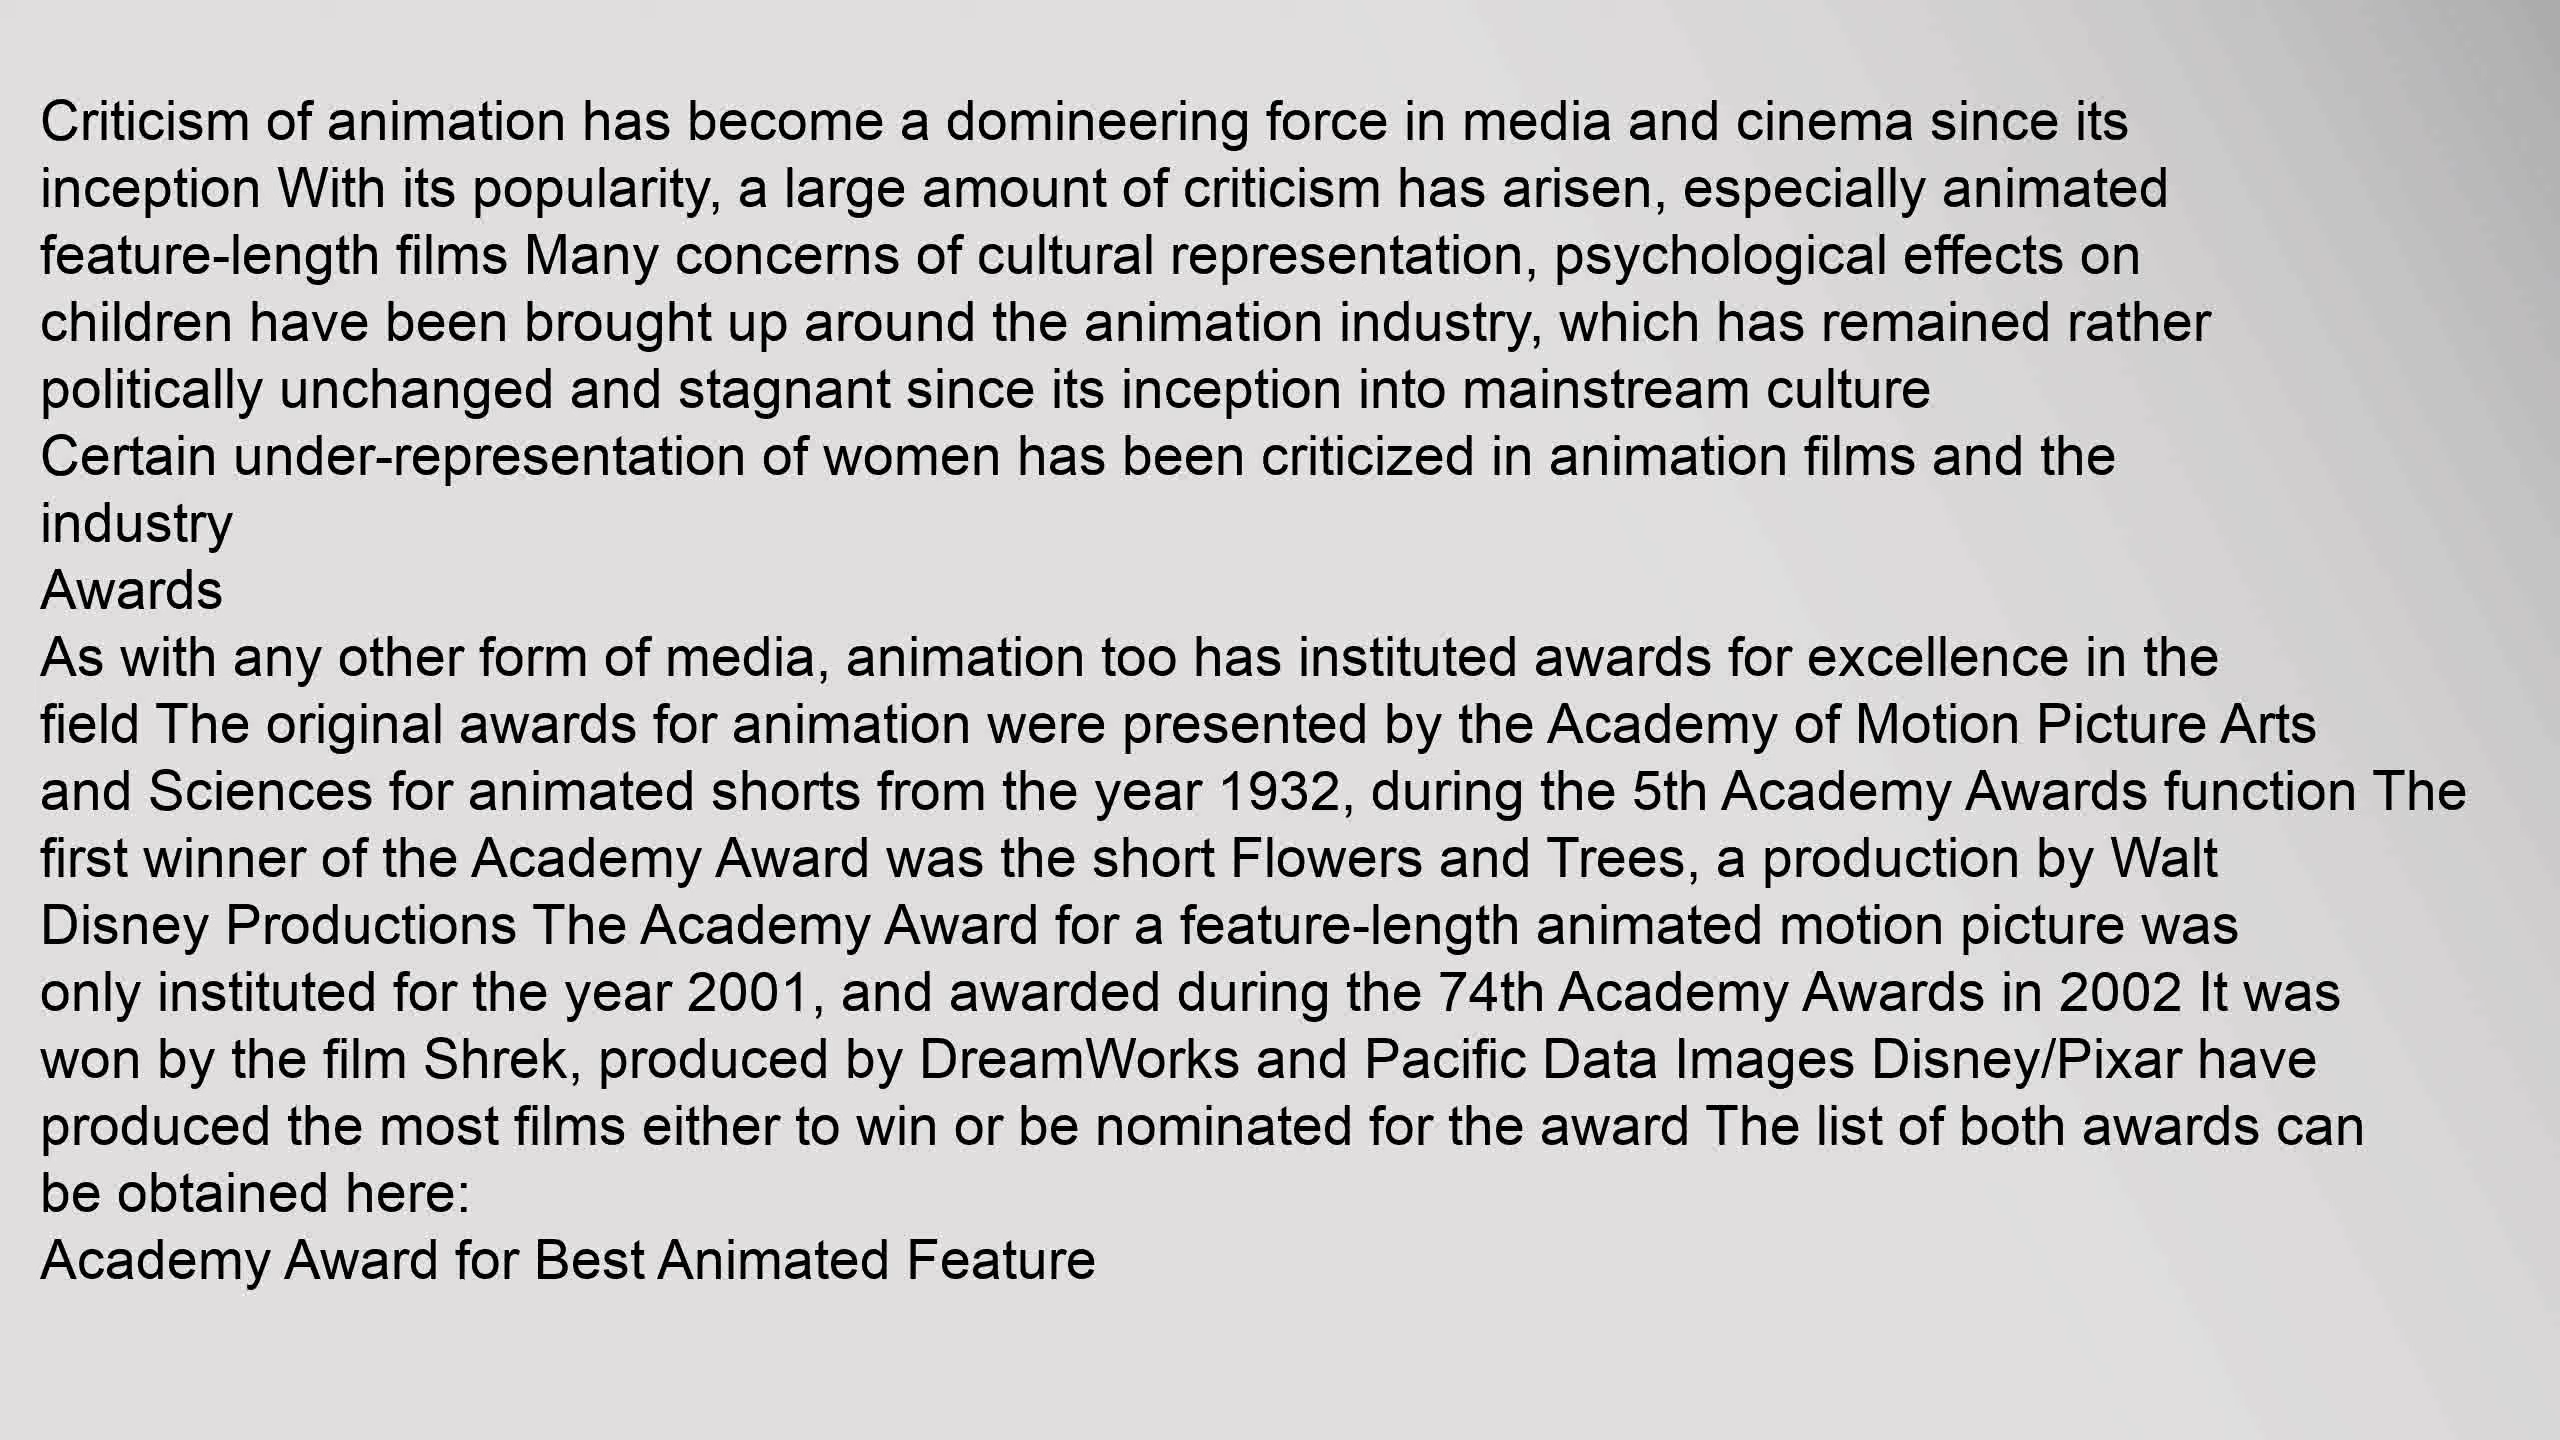 Criticism of animation has become a domineering force in media and cinema since its
inception With its popularity, a large amount of criticism has arisen, especially animated
feature-length films Many concerns of cultural representation, psychological effects on
children have been brought up around the animation industry, which has remained rather
politically unchanged and stagnant since its inception into mainstream culture
Certain under-representation of women has been criticized in animation films and the
industry
Awards
As with any other form of media, animation too has instituted awards for excellence in the
field The original awards for animation were presented by the Academy of Motion Picture Arts
and Sciences for animated shorts from the year 1932, during the 5th Academy Awards function The
first winner of the Academy Award was the short Flowers and Trees, a production by Walt
Disney Productions The Academy Award for a feature-length animated motion picture was
only instituted for the year 2001, and awarded during the 74th Academy Awards in 2002 It was
won by the film Shrek, produced by DreamWorks and Pacific Data Images Disney/Pixar have
produced the most films either to win or be nominated for the award The list of both awards can
be obtained here:
Academy Award for Best Animated Feature